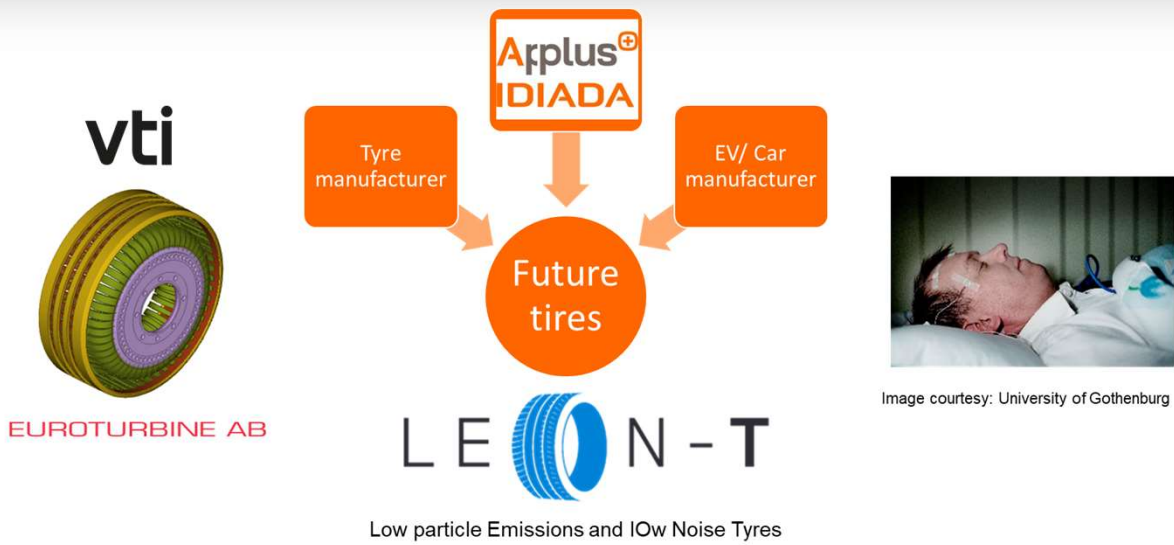 vti
EUROTURBINE AB
Applus+
IDIADA
Tyre
manufacturer
EV/ Car
manufacturer
Future
tires
LEON-T
Low particle Emissions and lOw Noise Tyres
Image courtesy: University of Gothenburg